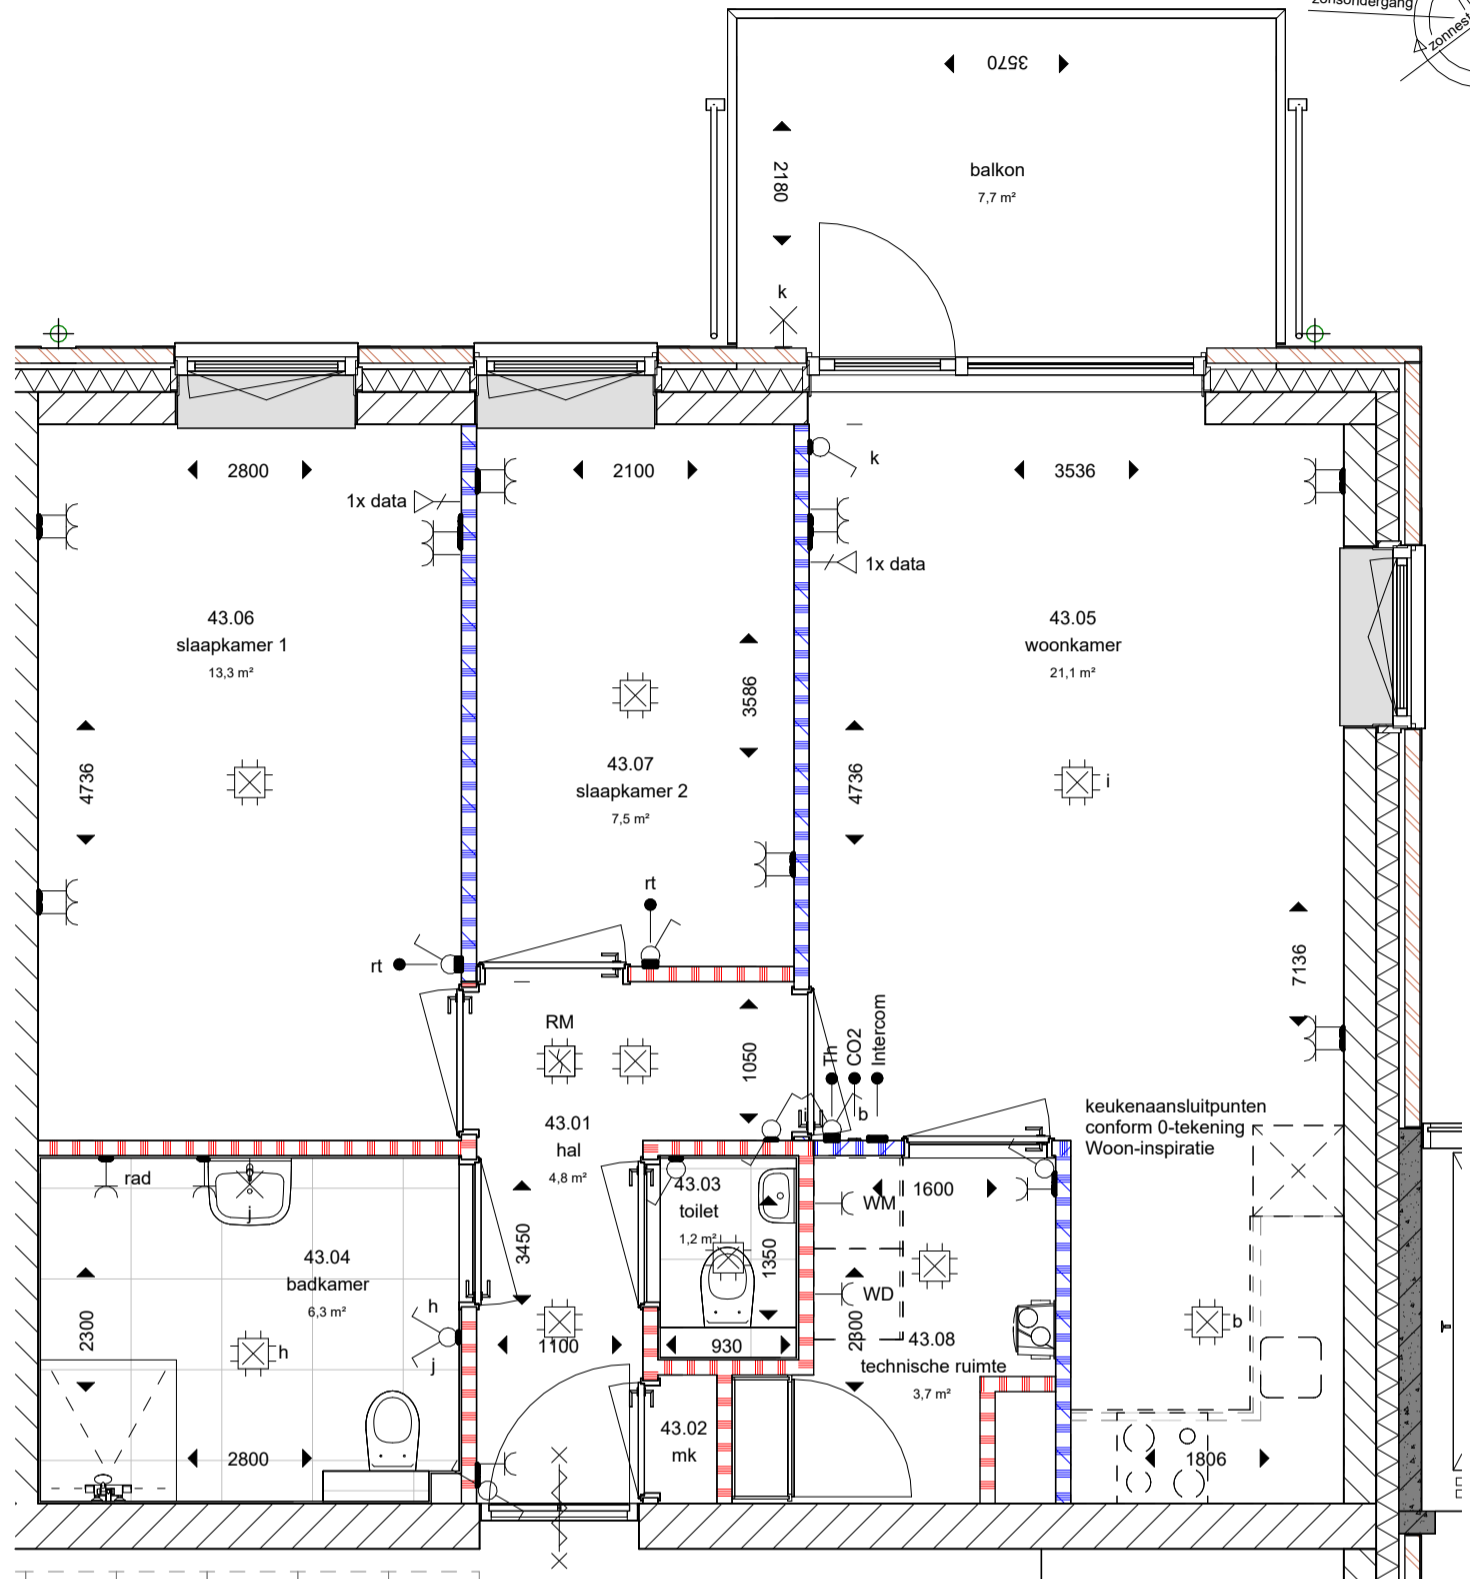 zonsondergang
zonnest
3570
2180
balkon
7,7 m²
k
2800
2100
3536
k
1x data
1x data
43.06
slaapkamer 1
13,3 m²
43.05
woonkamer
21,1 m²
3586
43.07
slaapkamer 2
7,5 m²
4736
4736
i
rt
rt
7136
RM
1050
Th
CO2
Intercom
i
b
keukenaansluitpunten
conform 0-tekening
Woon-inspiratie
43.01
hal
4,8 m²
rad
j
43.03
toilet
1,2 m²
WM
1600
3450
1350
43.04
badkamer
6,3 m²
h
h
j
2300
WD
2800
43.08
technische ruimte
3,7 m²
b
T
1100
930
43.02
mk
2800
1806